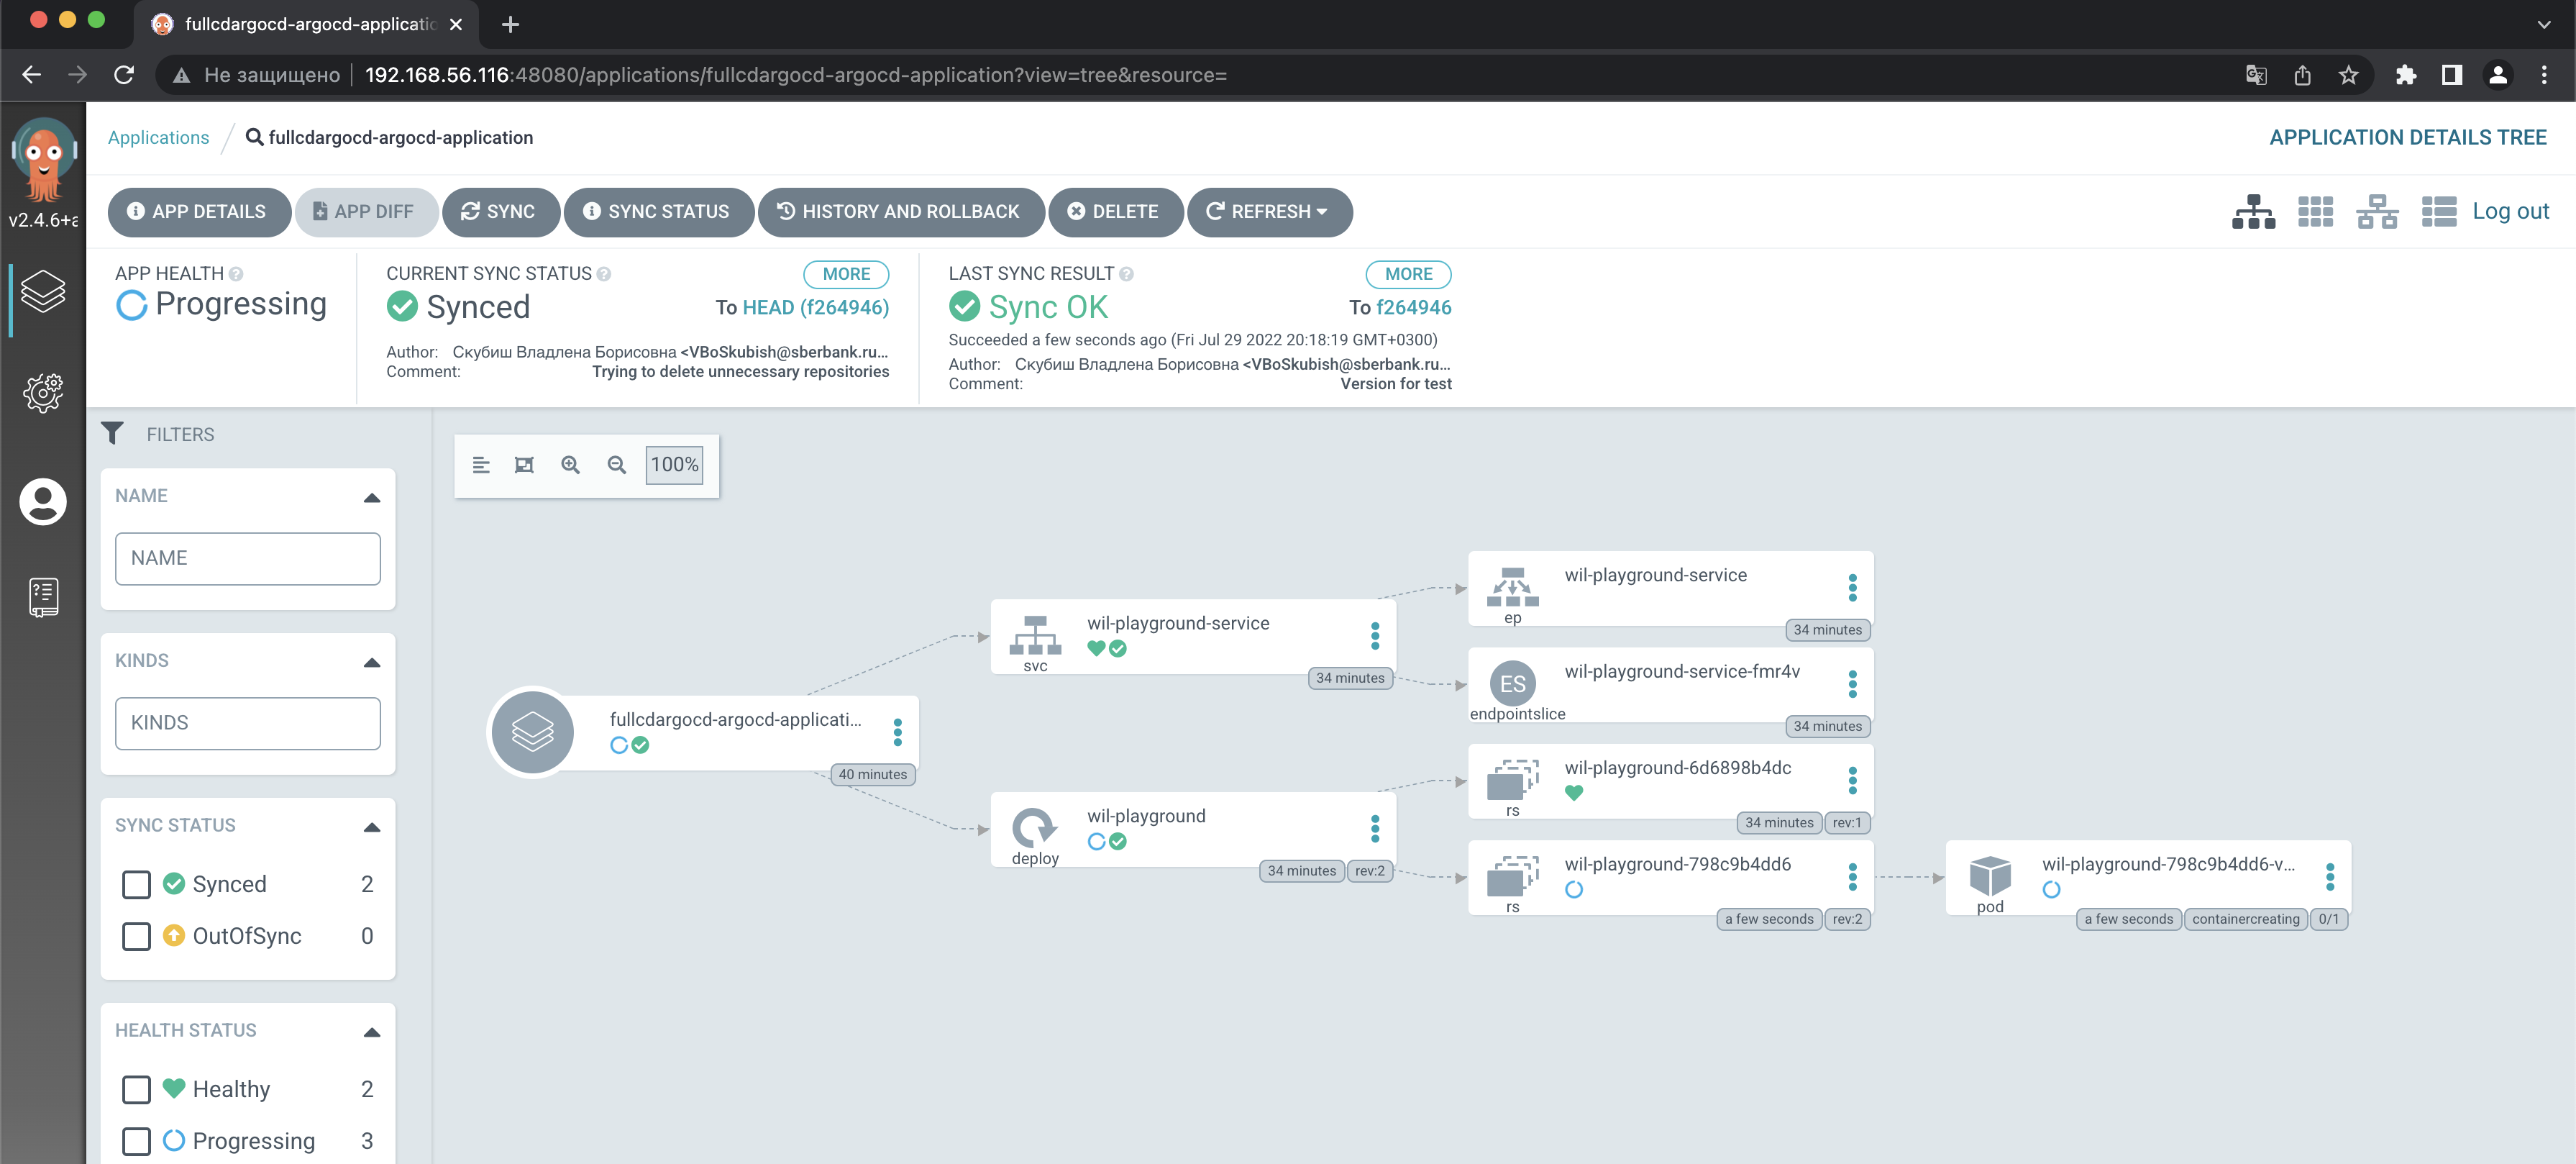 fullcdargocd-argocd-applicatio
Не защищено
192.168.56.116:48080/applications/fullcdargocd-argocd-application?view=tree&resource=
Applications / fullcdargocd-argocd-application
APPLICATION DETAILS TREE
v2.4.6+a
APP DETAILS
APP DIFF
SYNC
SYNC STATUS
HISTORY AND ROLLBACK
DELETE
REFRESH
Log out
APP HEALTH
Progressing
CURRENT SYNC STATUS
MORE
Synced
To HEAD (f264946)
Author: Скубиш Владлена Борисовна <VBoSkubish@sberbank.ru...
Comment: Trying to delete unnecessary repositories
LAST SYNC RESULT
MORE
Sync OK
To f264946
Succeeded a few seconds ago (Fri Jul 29 2022 20:18:19 GMT+0300)
Author: Скубиш Владлена Борисовна <VBoSkubish@sberbank.ru...
Comment: Version for test
FILTERS
NAME
NAME
KINDS
KINDS
SYNC STATUS
Synced 2
OutOfSync 0
HEALTH STATUS
Healthy 2
Progressing 3
100%
fullcdargocd-argocd-applicati...
40 minutes
wil-playground-service
svc
34 minutes
wil-playground
deploy
34 minutes
rev:2
wil-playground-service
ep
34 minutes
ES
wil-playground-service-fmr4v
endpointslice
34 minutes
wil-playground-6d6898b4dc
rs
34 minutes
rev:1
wil-playground-798c9b4dd6
rs
a few seconds
rev:2
wil-playground-798c9b4dd6-v...
pod
a few seconds
containercreating
0/1